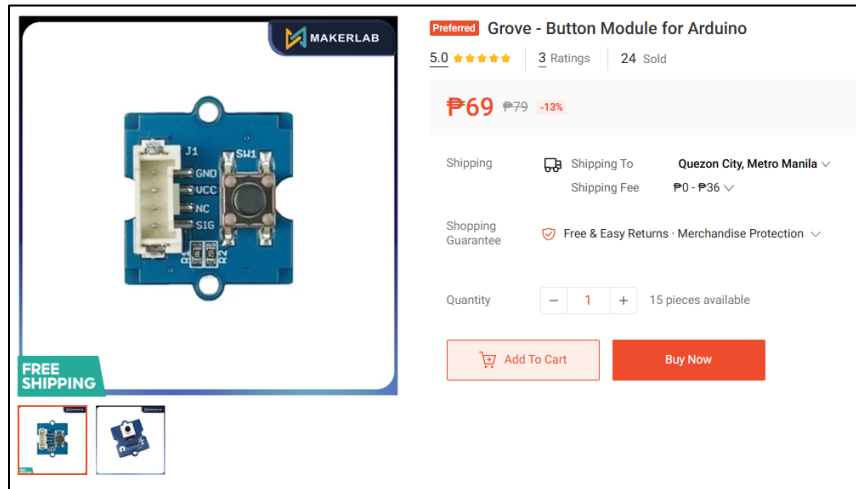 MAKERLAB
J1
SW1
GND
VCC
NC
SIG
R1
R2
FREE
SHIPPING
Preferred Grove - Button Module for Arduino
5.0 3 Ratings 24 Sold
₱69 ₱79 -13%
Shipping Shipping To Quezon City, Metro Manila
Shipping Fee ₱0 - ₱36
Shopping
Guarantee
Free & Easy Returns · Merchandise Protection
Quantity − 1 + 15 pieces available
Add To Cart Buy Now